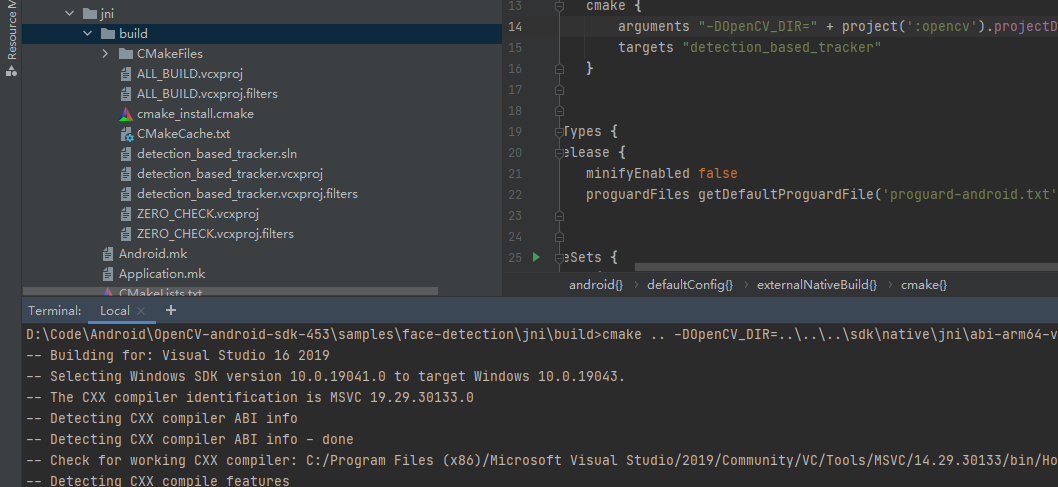 Resource M
jni
build
CMakeFiles
ALL_BUILD.vcxproj
ALL_BUILD.vcxproj.filters
cmake_install.cmake
CMakeCache.txt
detection_based_tracker.sln
detection_based_tracker.vcxproj
detection_based_tracker.vcxproj.filters
ZERO_CHECK.vcxproj
ZERO_CHECK.vcxproj.filters
Android.mk
Application.mk
CMakeLists.txt
13 cmake {
14 arguments "-DOpenCV_DIR=" + project(':opencv').projectD
15 targets "detection_based_tracker"
16 }
17
18
19 Types {
20 elease {
21 minifyEnabled false
22 proguardFiles getDefaultProguardFile('proguard-android.txt'
23
24
25 eSets {
android{} › defaultConfig{} › externalNativeBuild{} › cmake{}
Terminal: Local × +
D:\Code\Android\OpenCV-android-sdk-453\samples\face-detection\jni\build>cmake .. -DOpenCV_DIR=..\..\..\sdk\native\jni\abi-arm64-v
-- Building for: Visual Studio 16 2019
-- Selecting Windows SDK version 10.0.19041.0 to target Windows 10.0.19043.
-- The CXX compiler identification is MSVC 19.29.30133.0
-- Detecting CXX compiler ABI info
-- Detecting CXX compiler ABI info - done
-- Check for working CXX compiler: C:/Program Files (x86)/Microsoft Visual Studio/2019/Community/VC/Tools/MSVC/14.29.30133/bin/Ho
-- Detecting CXX compile features